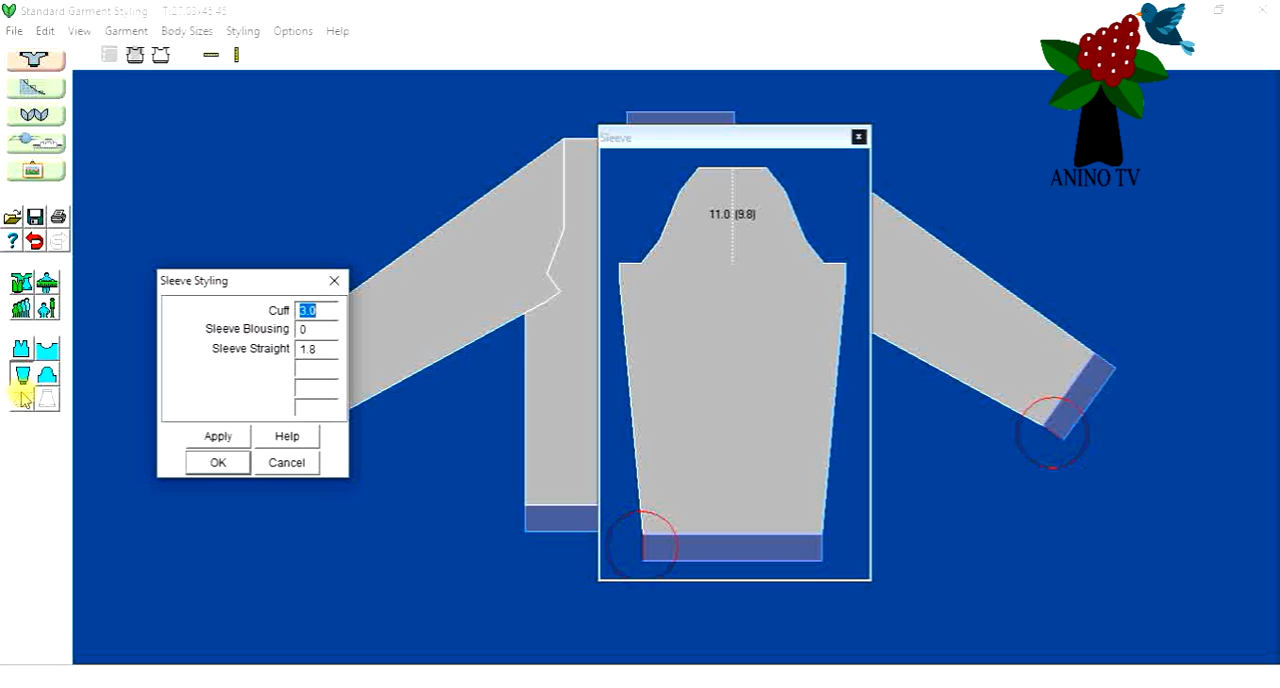 Standard Garment Styling
File Edit View Garment Body Sizes Styling Options Help
ANINO TV
Sleeve
11.0 (9.8)
Sleeve Styling
Cuff 3.0
Sleeve Blousing 0
Sleeve Straight 1.8
Apply Help
OK Cancel